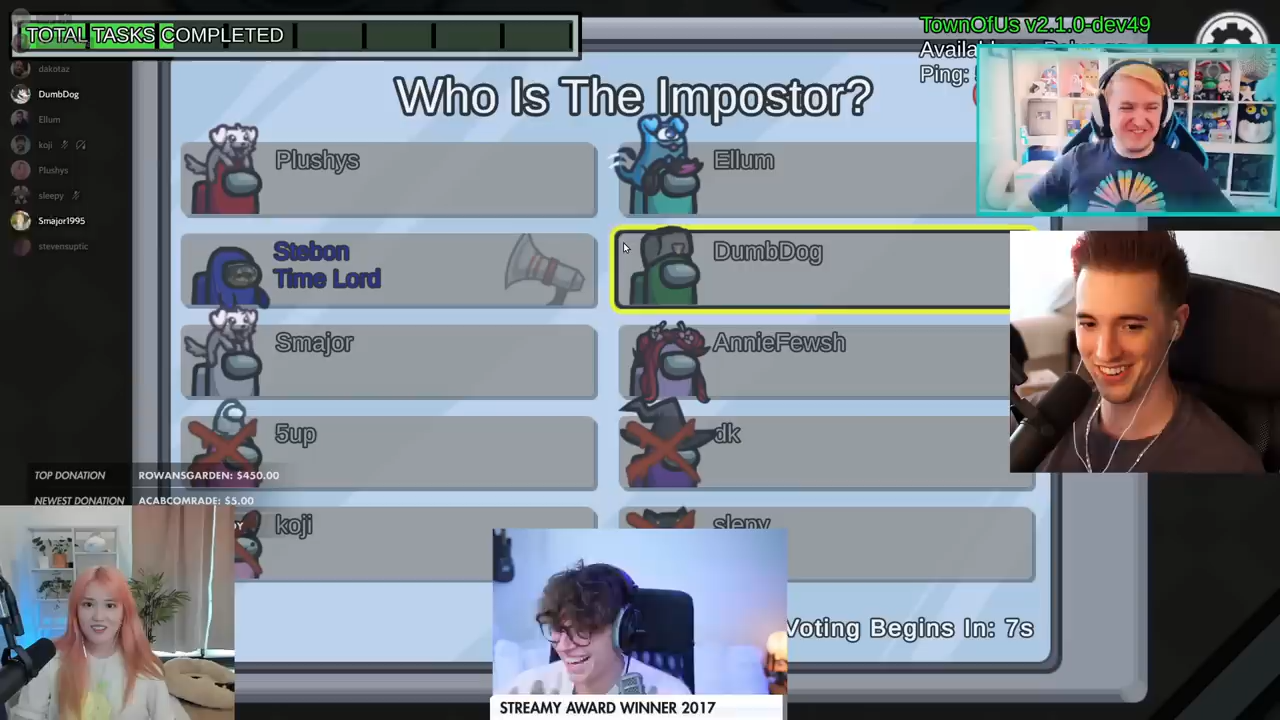 TOTAL TASKS COMPLETED
TownOfUs v2.1.0-dev49
Ping:
dakotaz
DumbDog
Ellum
koji
Plushys
sleepy
Smajor1995
stevensuptic
Who Is The Impostor?
Plushys
Ellum
Stebon
Time Lord
DumbDog
Smajor
AnnieFewsh
5up
dk
koji
slepy
TOP DONATION ROWANSGARDEN: $450.00
NEWEST DONATION ACABCOMRADE: $5.00
Voting Begins In: 7s
STREAMY AWARD WINNER 2017